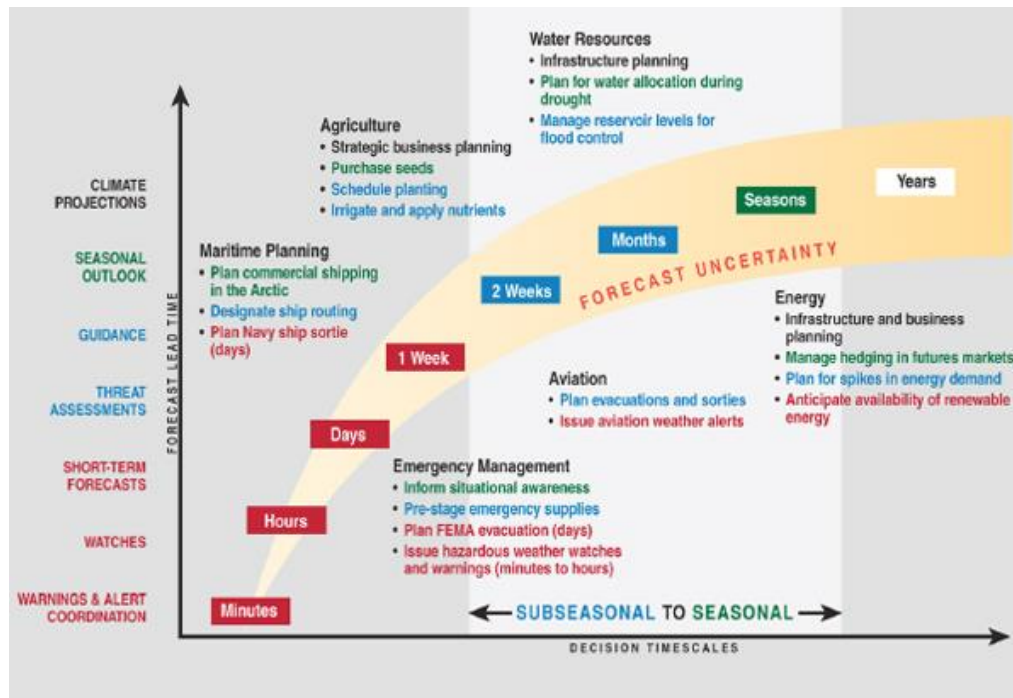 Water Resources
• Infrastructure planning
• Plan for water allocation during
drought
• Manage reservoir levels for
flood control
Agriculture
• Strategic business planning
• Purchase seeds
• Schedule planting
• Irrigate and apply nutrients
Maritime Planning
• Plan commercial shipping
in the Arctic
• Designate ship routing
• Plan Navy ship sortie
(days)
CLIMATE
PROJECTIONS
SEASONAL
OUTLOOK
GUIDANCE
THREAT
ASSESSMENTS
SHORT-TERM
FORECASTS
WATCHES
WARNINGS & ALERT
COORDINATION
FORECAST LEAD TIME
Years
Seasons
Months
2 Weeks
1 Week
Days
Hours
Minutes
FORECAST UNCERTAINTY
Energy
• Infrastructure and business
planning
• Manage hedging in futures markets
• Plan for spikes in energy demand
• Anticipate availability of renewable
energy
Aviation
• Plan evacuations and sorties
• Issue aviation weather alerts
Emergency Management
• Inform situational awareness
• Pre-stage emergency supplies
• Plan FEMA evacuation (days)
• Issue hazardous weather watches
and warnings (minutes to hours)
SUBSEASONAL TO SEASONAL
DECISION TIMESCALES